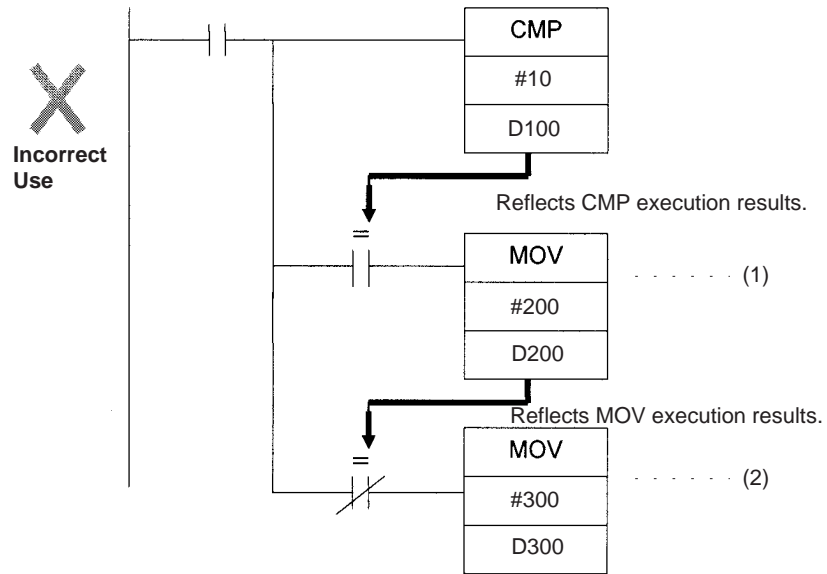 CMP
#10
D100
Incorrect
Use
Reflects CMP execution results.
=
MOV
- - - - - - (1)
#200
D200
Reflects MOV execution results.
=
MOV
- - - - - - (2)
#300
D300